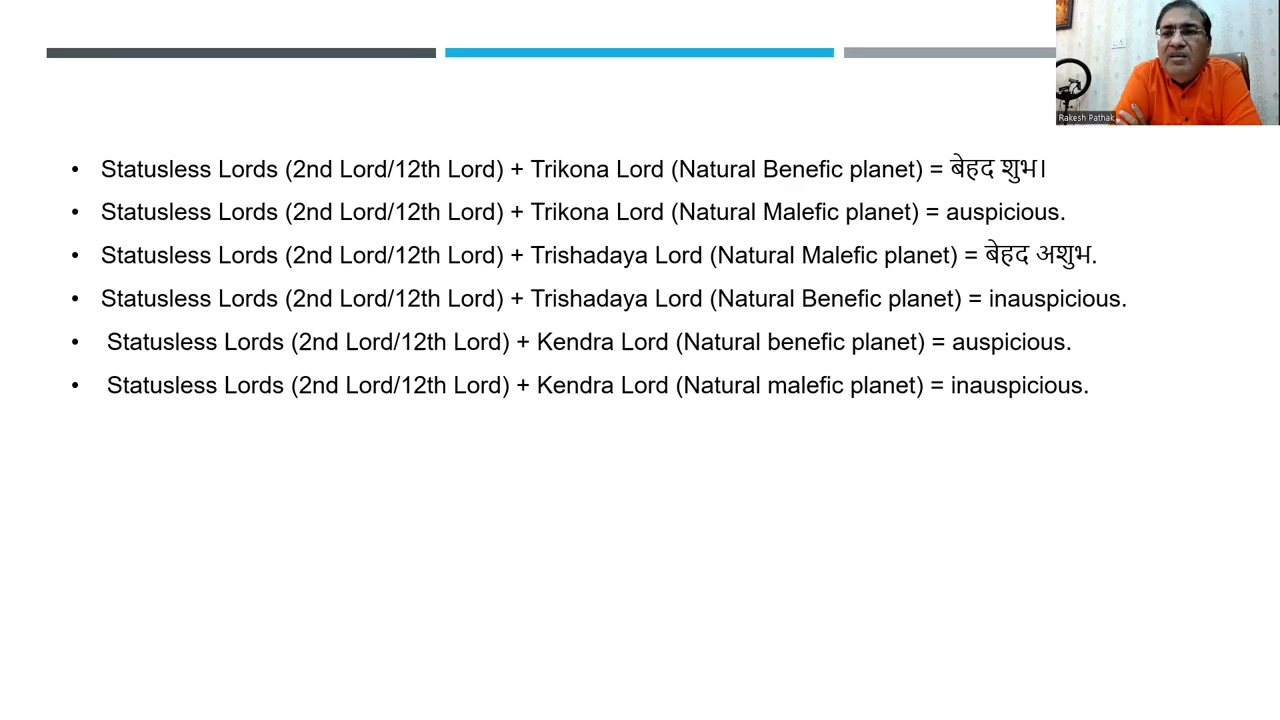 Rakesh Pathak
• Statusless Lords (2nd Lord/12th Lord) + Trikona Lord (Natural Benefic planet) = बेहद शुभ।
• Statusless Lords (2nd Lord/12th Lord) + Trikona Lord (Natural Malefic planet) = auspicious.
• Statusless Lords (2nd Lord/12th Lord) + Trishadaya Lord (Natural Malefic planet) = बेहद अशुभ.
• Statusless Lords (2nd Lord/12th Lord) + Trishadaya Lord (Natural Benefic planet) = inauspicious.
• Statusless Lords (2nd Lord/12th Lord) + Kendra Lord (Natural benefic planet) = auspicious.
• Statusless Lords (2nd Lord/12th Lord) + Kendra Lord (Natural malefic planet) = inauspicious.